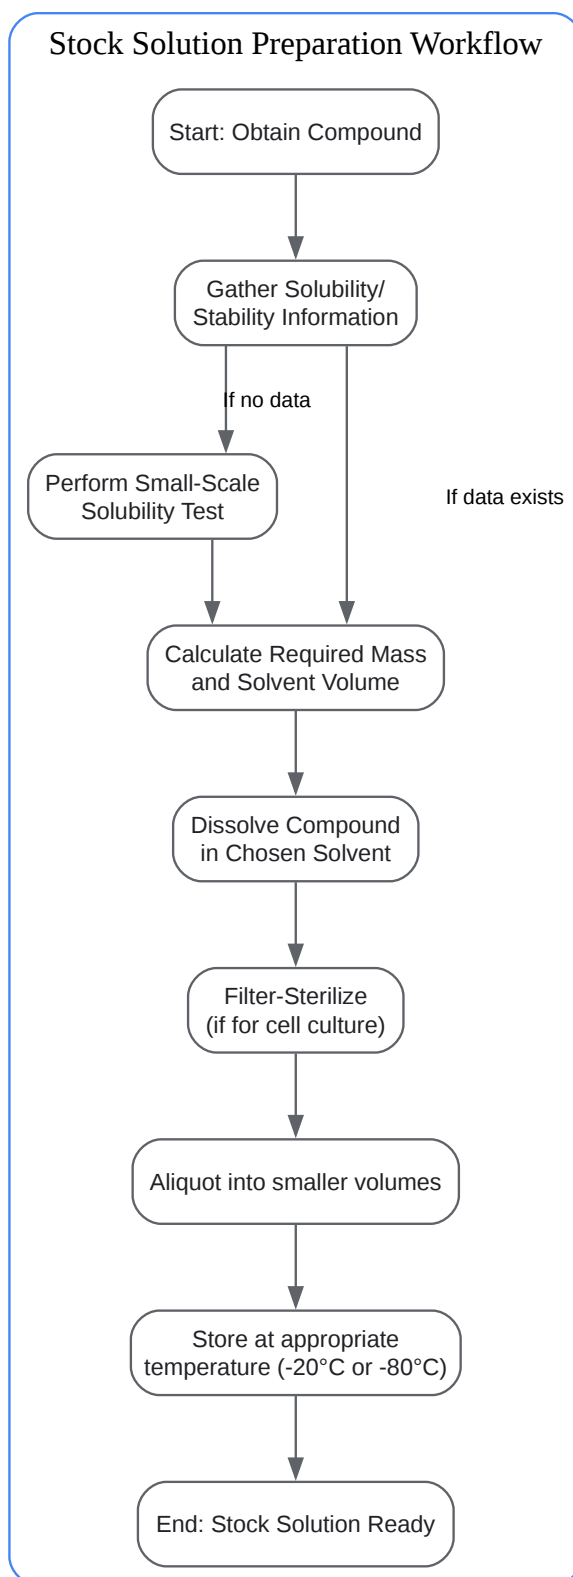 Stock Solution Preparation Workflow
Start: Obtain Compound
Gather Solubility/
Stability Information
If no data
Perform Small-Scale
Solubility Test
If data exists
Calculate Required Mass
and Solvent Volume
Dissolve Compound
in Chosen Solvent
Filter-Sterilize
(if for cell culture)
Aliquot into smaller volumes
Store at appropriate
temperature (-20°C or -80°C)
End: Stock Solution Ready